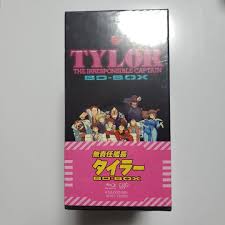 TYLOR
THE IRRESPONSIBLE CAPTAIN
BD-BOX
無責任艦長
タイラー
BD-BOX